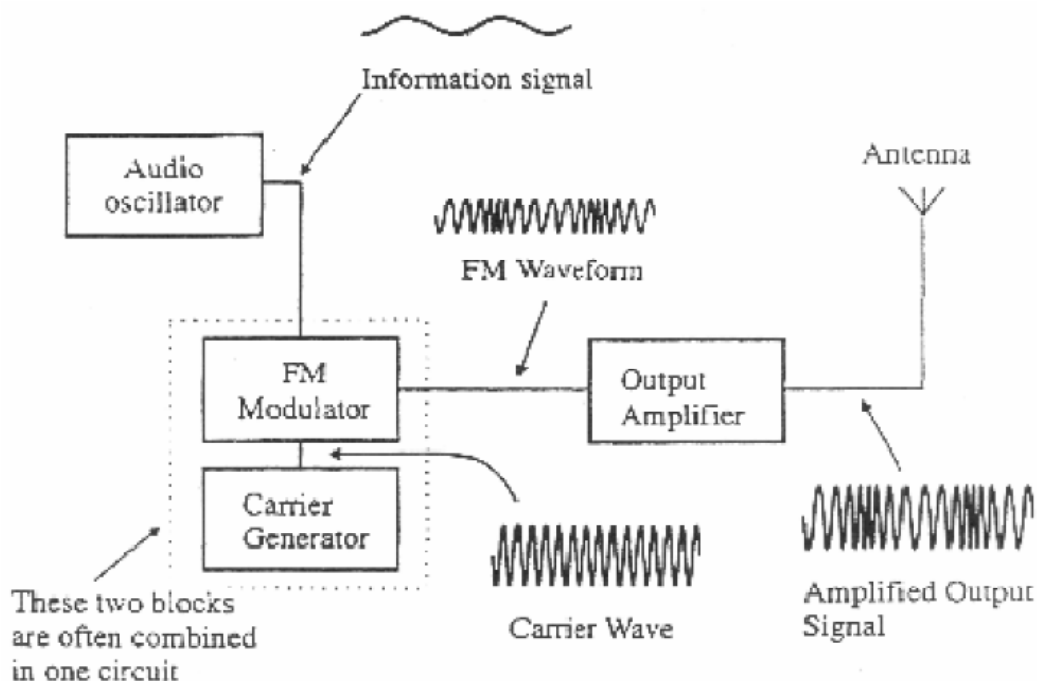 Information signal
Audio
oscillator
Antenna
FM Waveform
FM
Modulator
Output
Amplifier
Carrier
Generator
These two blocks
are often combined
in one circuit
Carrier Wave
Amplified Output
Signal